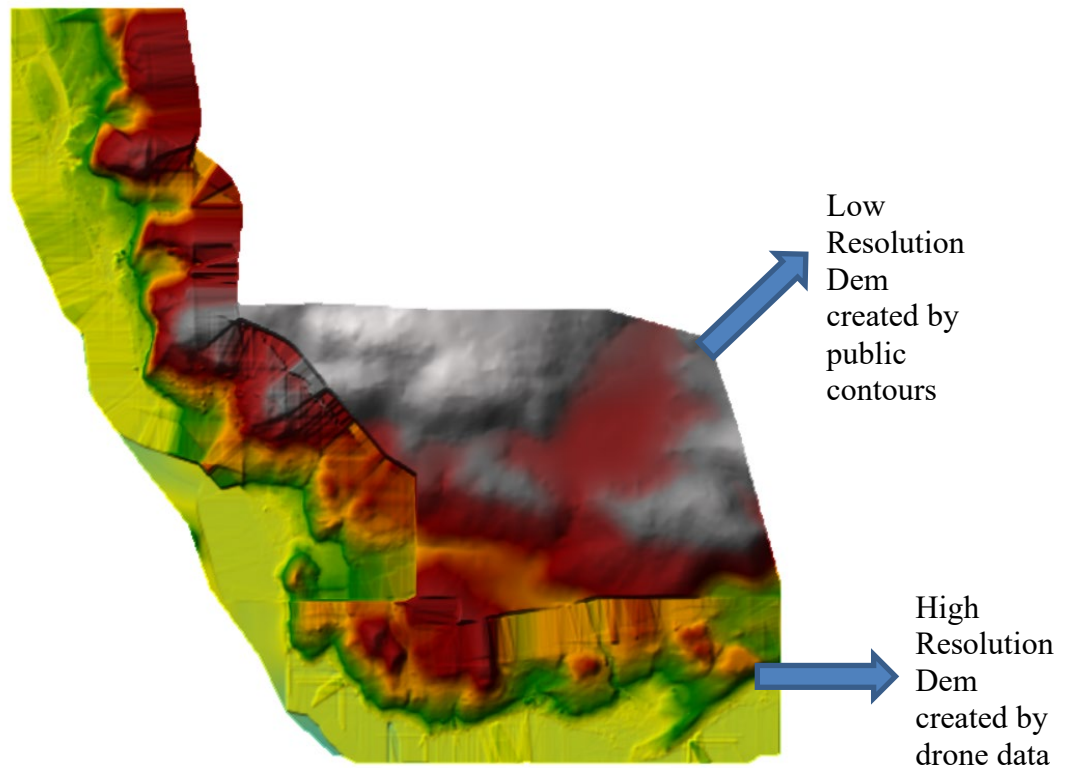 Low
Resolution
Dem
created by
public
contours
High
Resolution
Dem
created by
drone data